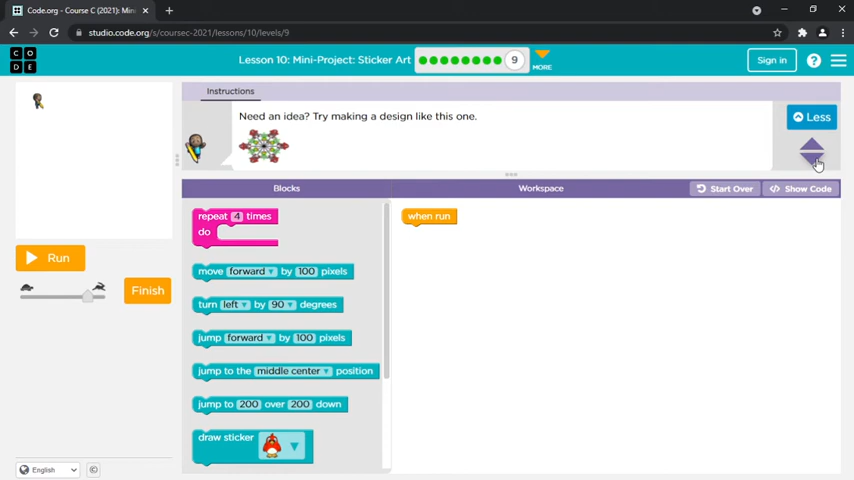 Code.org - Course C (2021): Mini
studio.code.org/s/coursec-2021/lessons/10/levels/9
CO
DE
Lesson 10: Mini-Project: Sticker Art
9
MORE
Sign in
?
Instructions
Need an idea? Try making a design like this one.
Less
Blocks
Workspace
Start Over
</> Show Code
repeat 4 times
do
when run
Run
move forward by 100 pixels
Finish
turn left by 90 degrees
jump forward by 100 pixels
jump to the middle center position
jump to 200 over 200 down
draw sticker
English
©